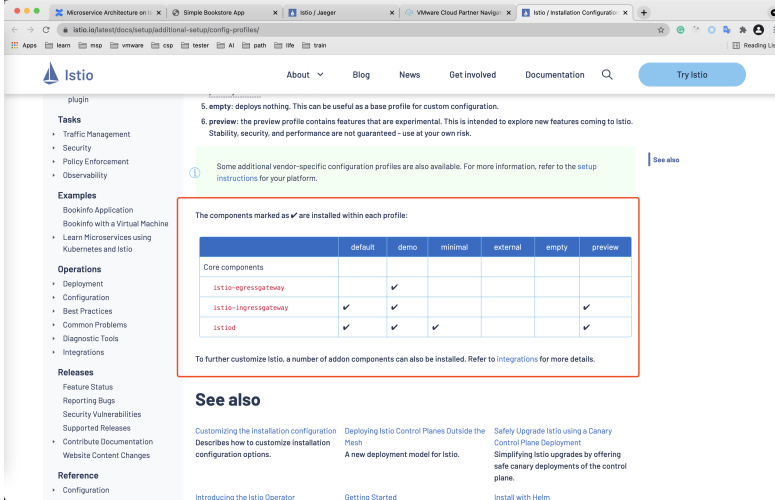 Microservice Architecture on Is
Simple Bookstore App
Istio / Jaeger
VMware Cloud Partner Navigat
Istio / Installation Configuration
istio.io/latest/docs/setup/additional-setup/config-profiles/
Apps learn msp vmware csp tester AI path life train Reading Lis
Istio
About Blog News Get involved Documentation Try Istio
plugin
Tasks
Traffic Management
Security
Policy Enforcement
Observability
Examples
Bookinfo Application
Bookinfo with a Virtual Machine
Learn Microservices using
Kubernetes and Istio
Operations
Deployment
Configuration
Best Practices
Common Problems
Diagnostic Tools
Integrations
Releases
Feature Status
Reporting Bugs
Security Vulnerabilities
Supported Releases
Contribute Documentation
Website Content Changes
Reference
Configuration
5. empty: deploys nothing. This can be useful as a base profile for custom configuration.
6. preview: the preview profile contains features that are experimental. This is intended to explore new features coming to Istio.
Stability, security, and performance are not guaranteed - use at your own risk.
Some additional vendor-specific configuration profiles are also available. For more information, refer to the setup
instructions for your platform.
See also
The components marked as ✔ are installed within each profile:
default demo minimal external empty preview
Core components
istio-egressgateway ✔
istio-ingressgateway ✔ ✔ ✔
istiod ✔ ✔ ✔ ✔
To further customize Istio, a number of addon components can also be installed. Refer to integrations for more details.
See also
Customizing the installation configuration
Describes how to customize installation
configuration options.
Deploying Istio Control Planes Outside the
Mesh
A new deployment model for Istio.
Safely Upgrade Istio using a Canary
Control Plane Deployment
Simplifying Istio upgrades by offering
safe canary deployments of the control
plane.
Introducing the Istio Operator
Getting Started
Install with Helm